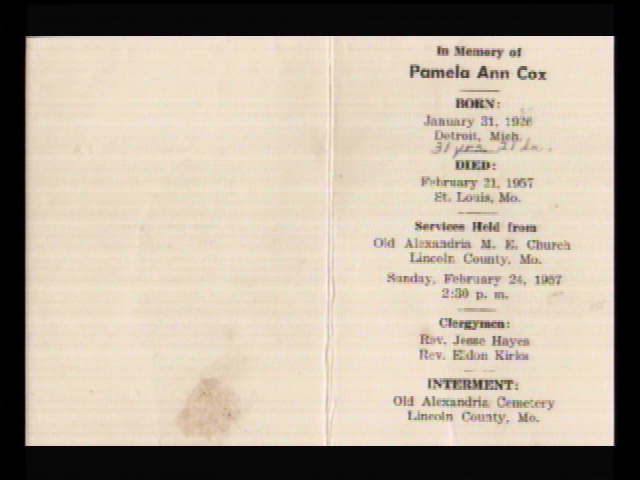 In Memory of
Pamela Ann Cox
BORN:
January 31, 1926
Detroit, Mich.
31 yrs. 21 da.
DIED:
February 21, 1957
St. Louis, Mo.
Services Held from
Old Alexandria M. E. Church
Lincoln County, Mo.
Sunday, February 24, 1957
2:30 p. m.
Clergymen:
Rev. Jesse Hayes
Rev. Eldon Kirks
INTERMENT:
Old Alexandria Cemetery
Lincoln County, Mo.